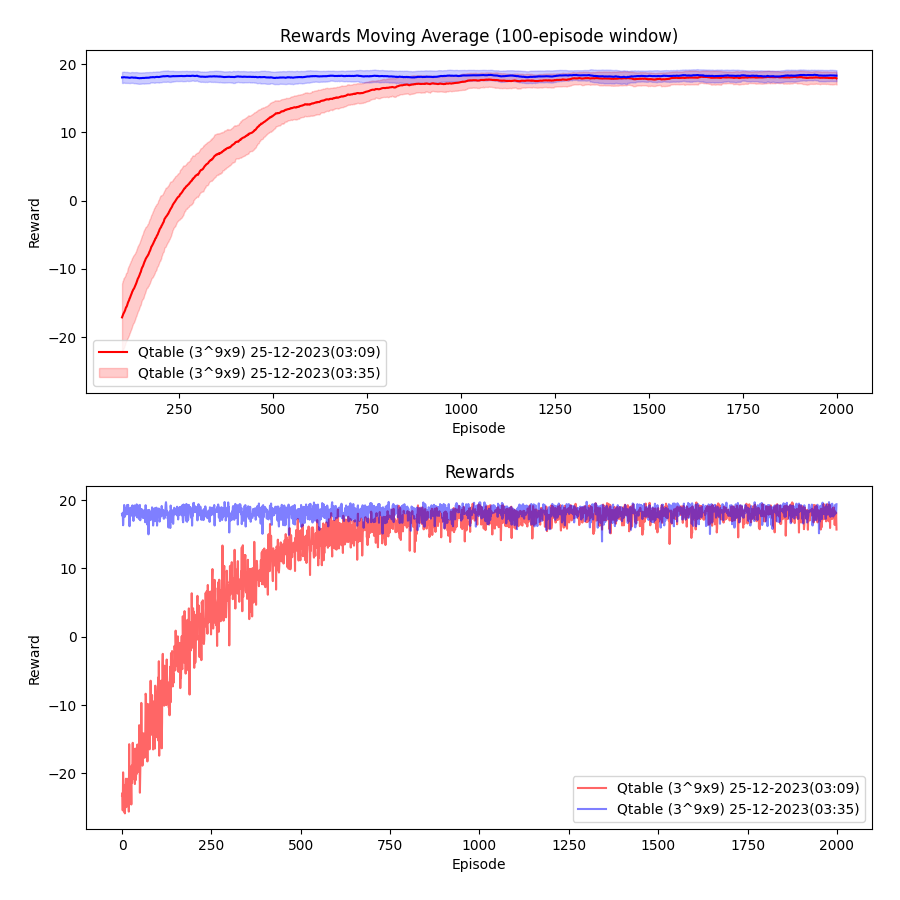 Rewards Moving Average (100-episode window)
20
10
0
−10
−20
Reward
Qtable (3^9x9) 25-12-2023(03:09)
Qtable (3^9x9) 25-12-2023(03:35)
250 500 750 1000 1250 1500 1750 2000
Episode
Rewards
20
10
0
−10
−20
Reward
Qtable (3^9x9) 25-12-2023(03:09)
Qtable (3^9x9) 25-12-2023(03:35)
0 250 500 750 1000 1250 1500 1750 2000
Episode